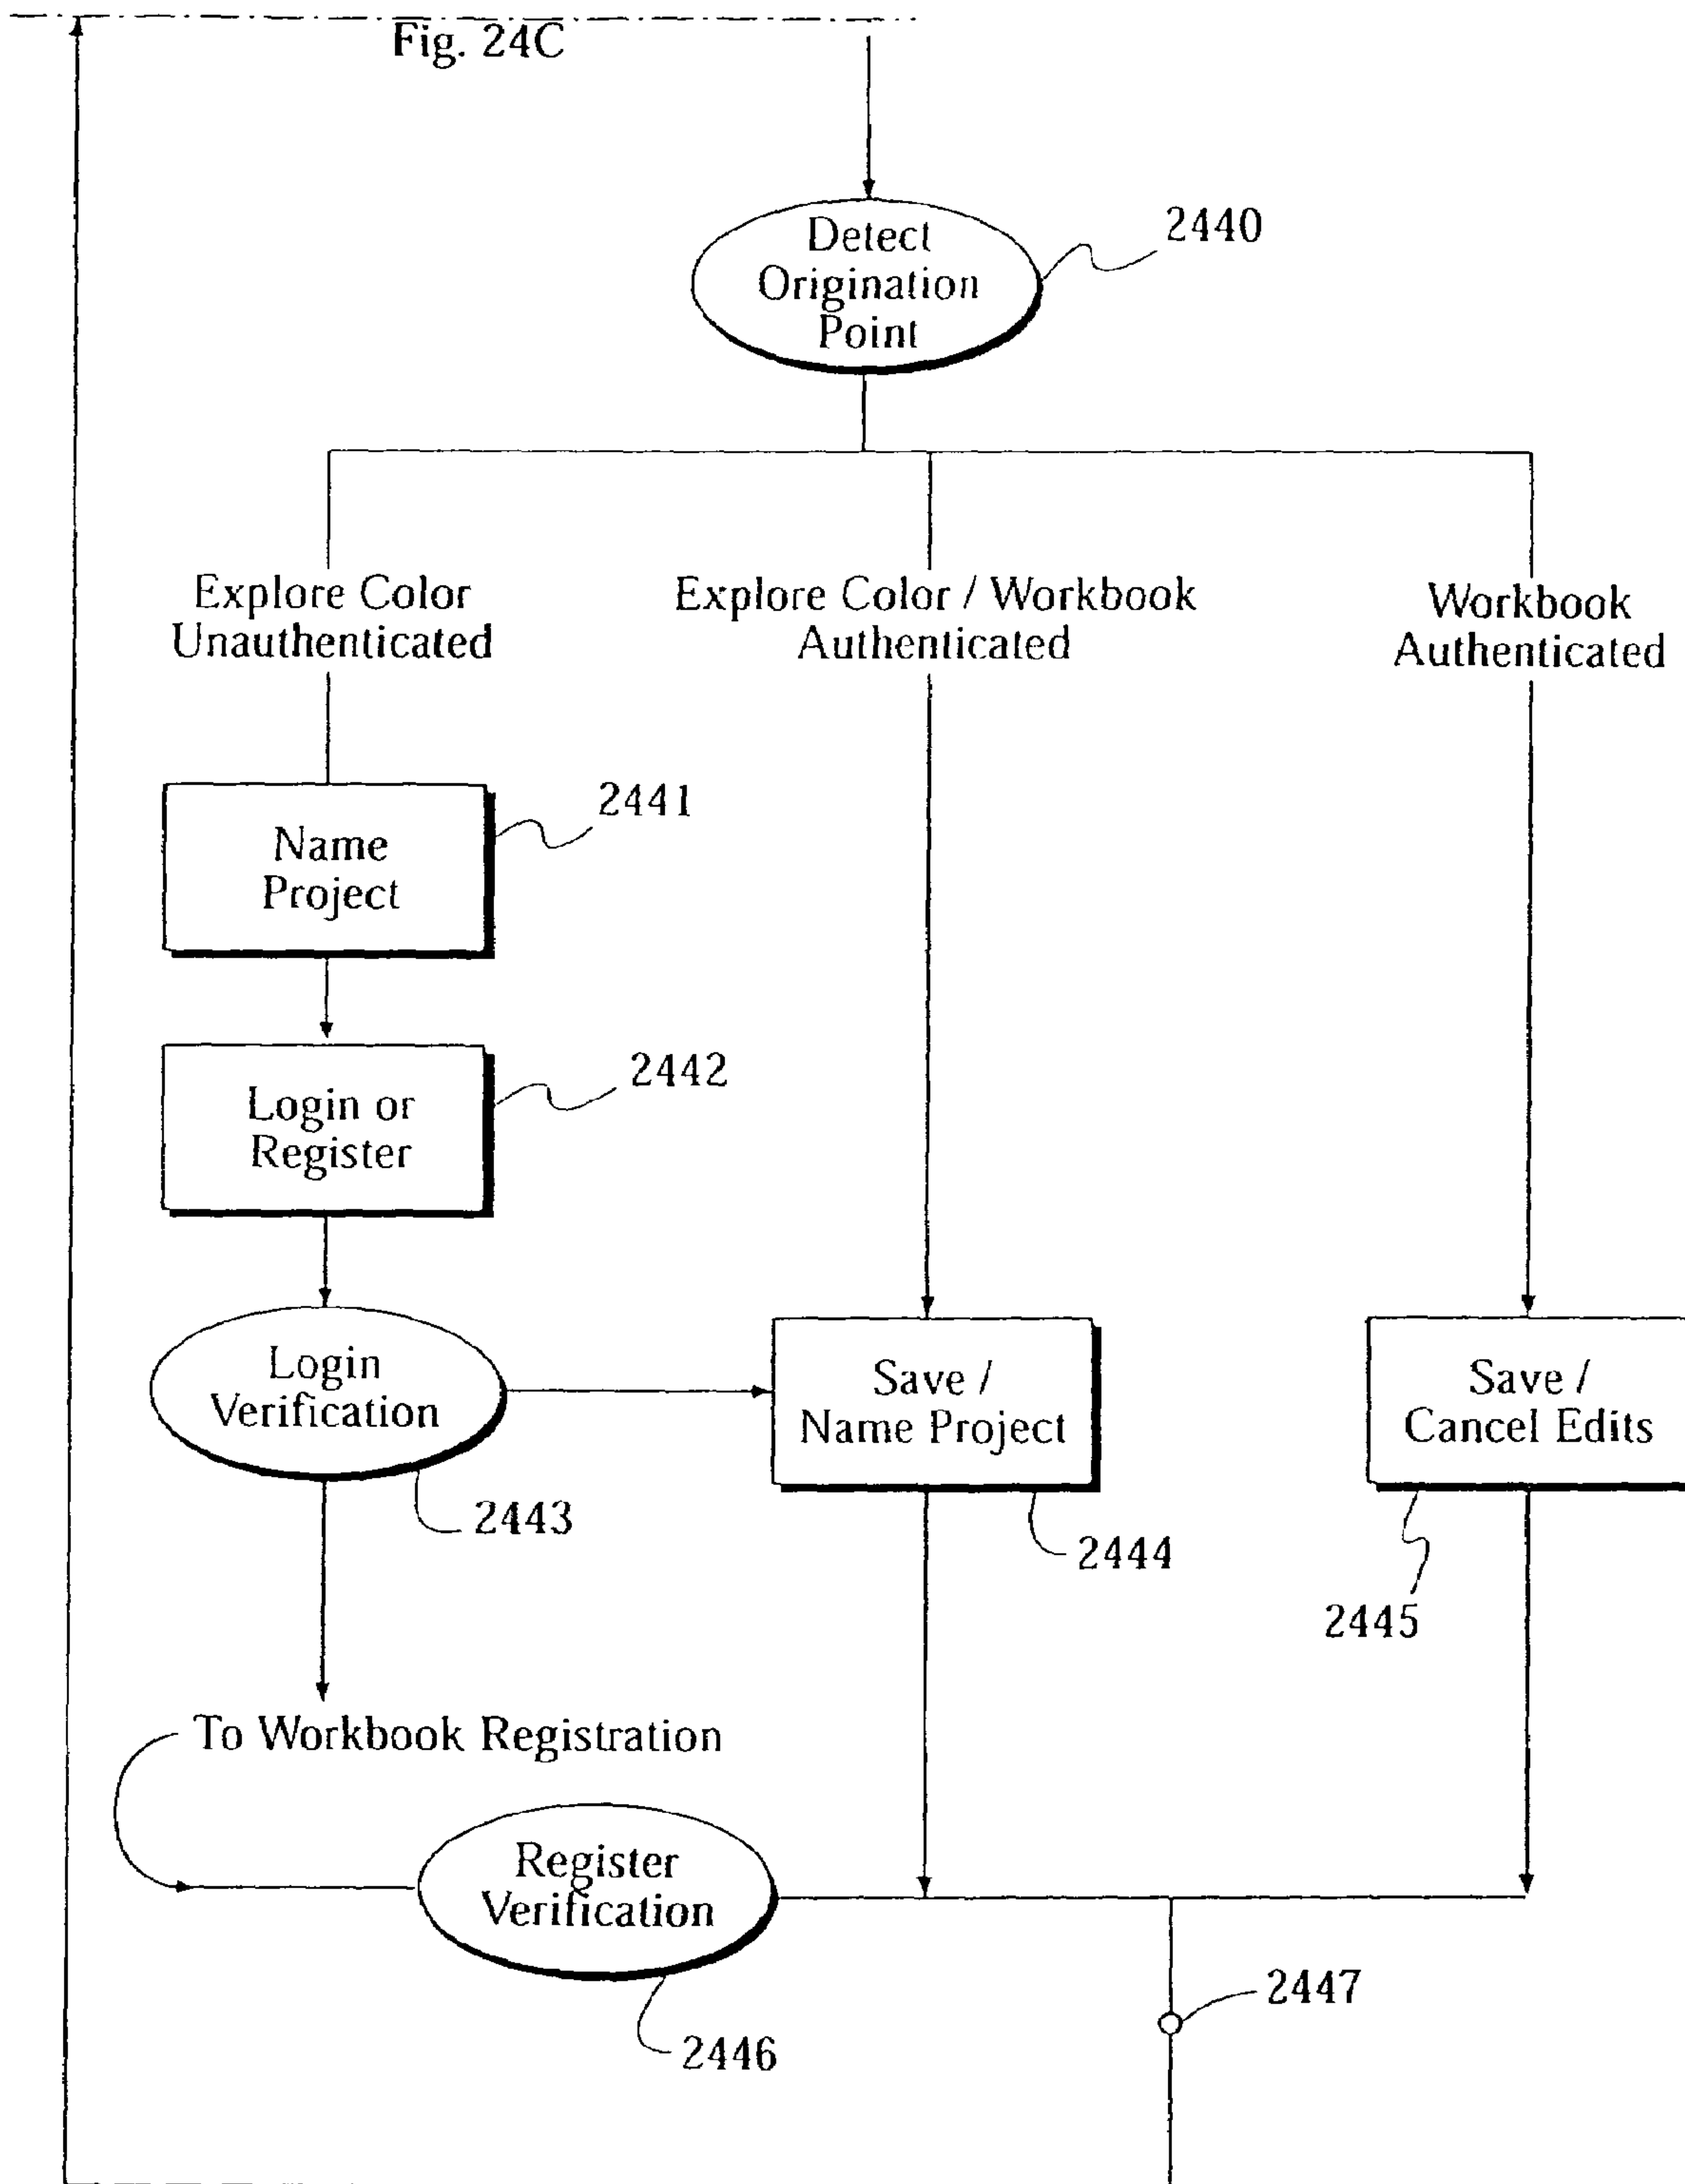 Fig. 24C
Detect
Origination
Point
2440
Explore Color
Unauthenticated
Explore Color / Workbook
Authenticated
Workbook
Authenticated
Name
Project
2441
Login or
Register
2442
Login
Verification
2443
Save /
Name Project
2444
Save /
Cancel Edits
2445
To Workbook Registration
Register
Verification
2446
2447